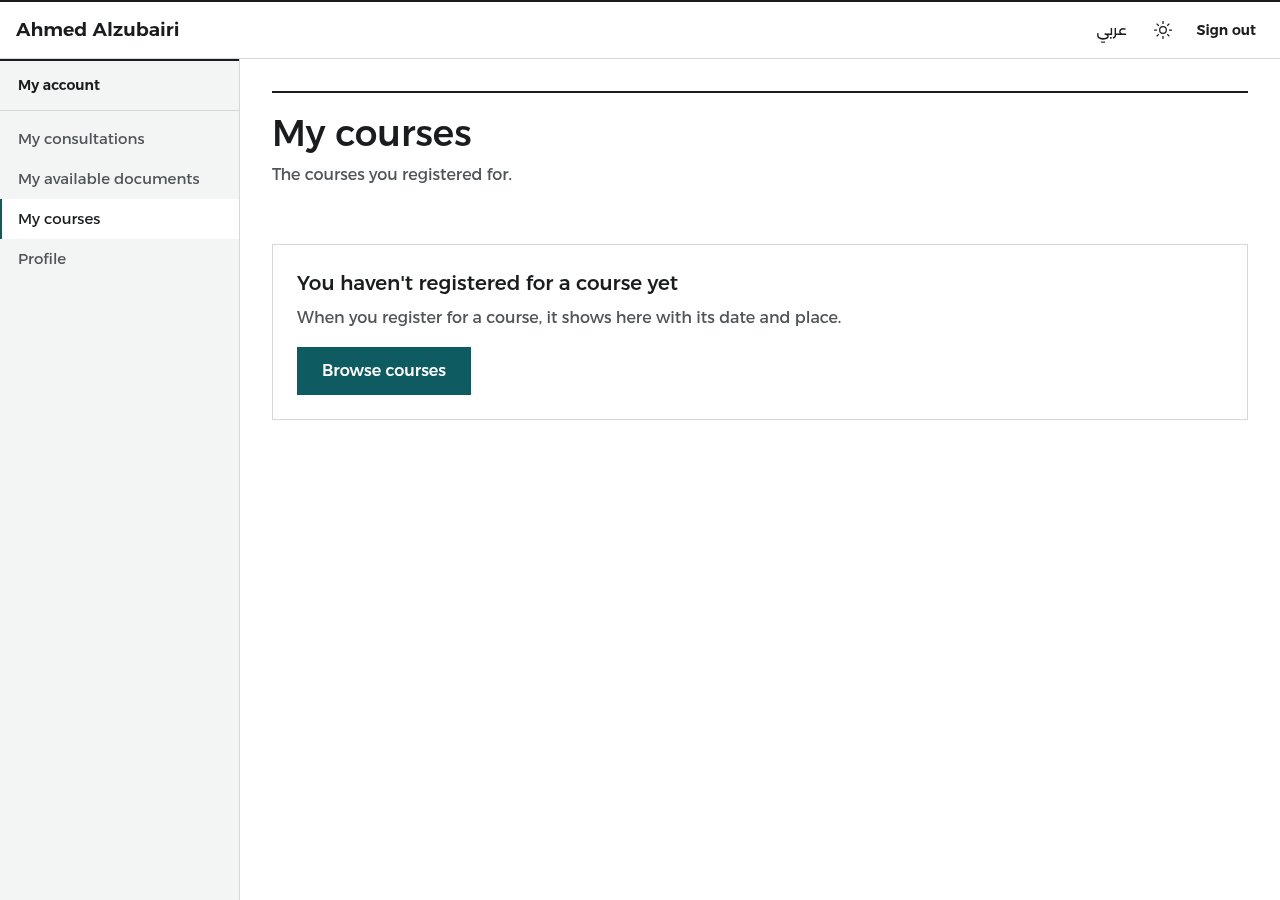 Ahmed Alzubairi
عربي
Sign out
My account
My consultations
My available documents
My courses
Profile
My courses
The courses you registered for.
You haven't registered for a course yet
When you register for a course, it shows here with its date and place.
Browse courses